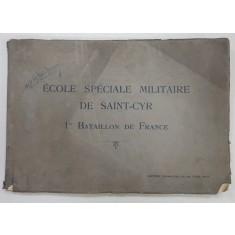 ÉCOLE SPÉCIALE MILITAIRE
DE SAINT-CYR
1er BATAILLON DE FRANCE